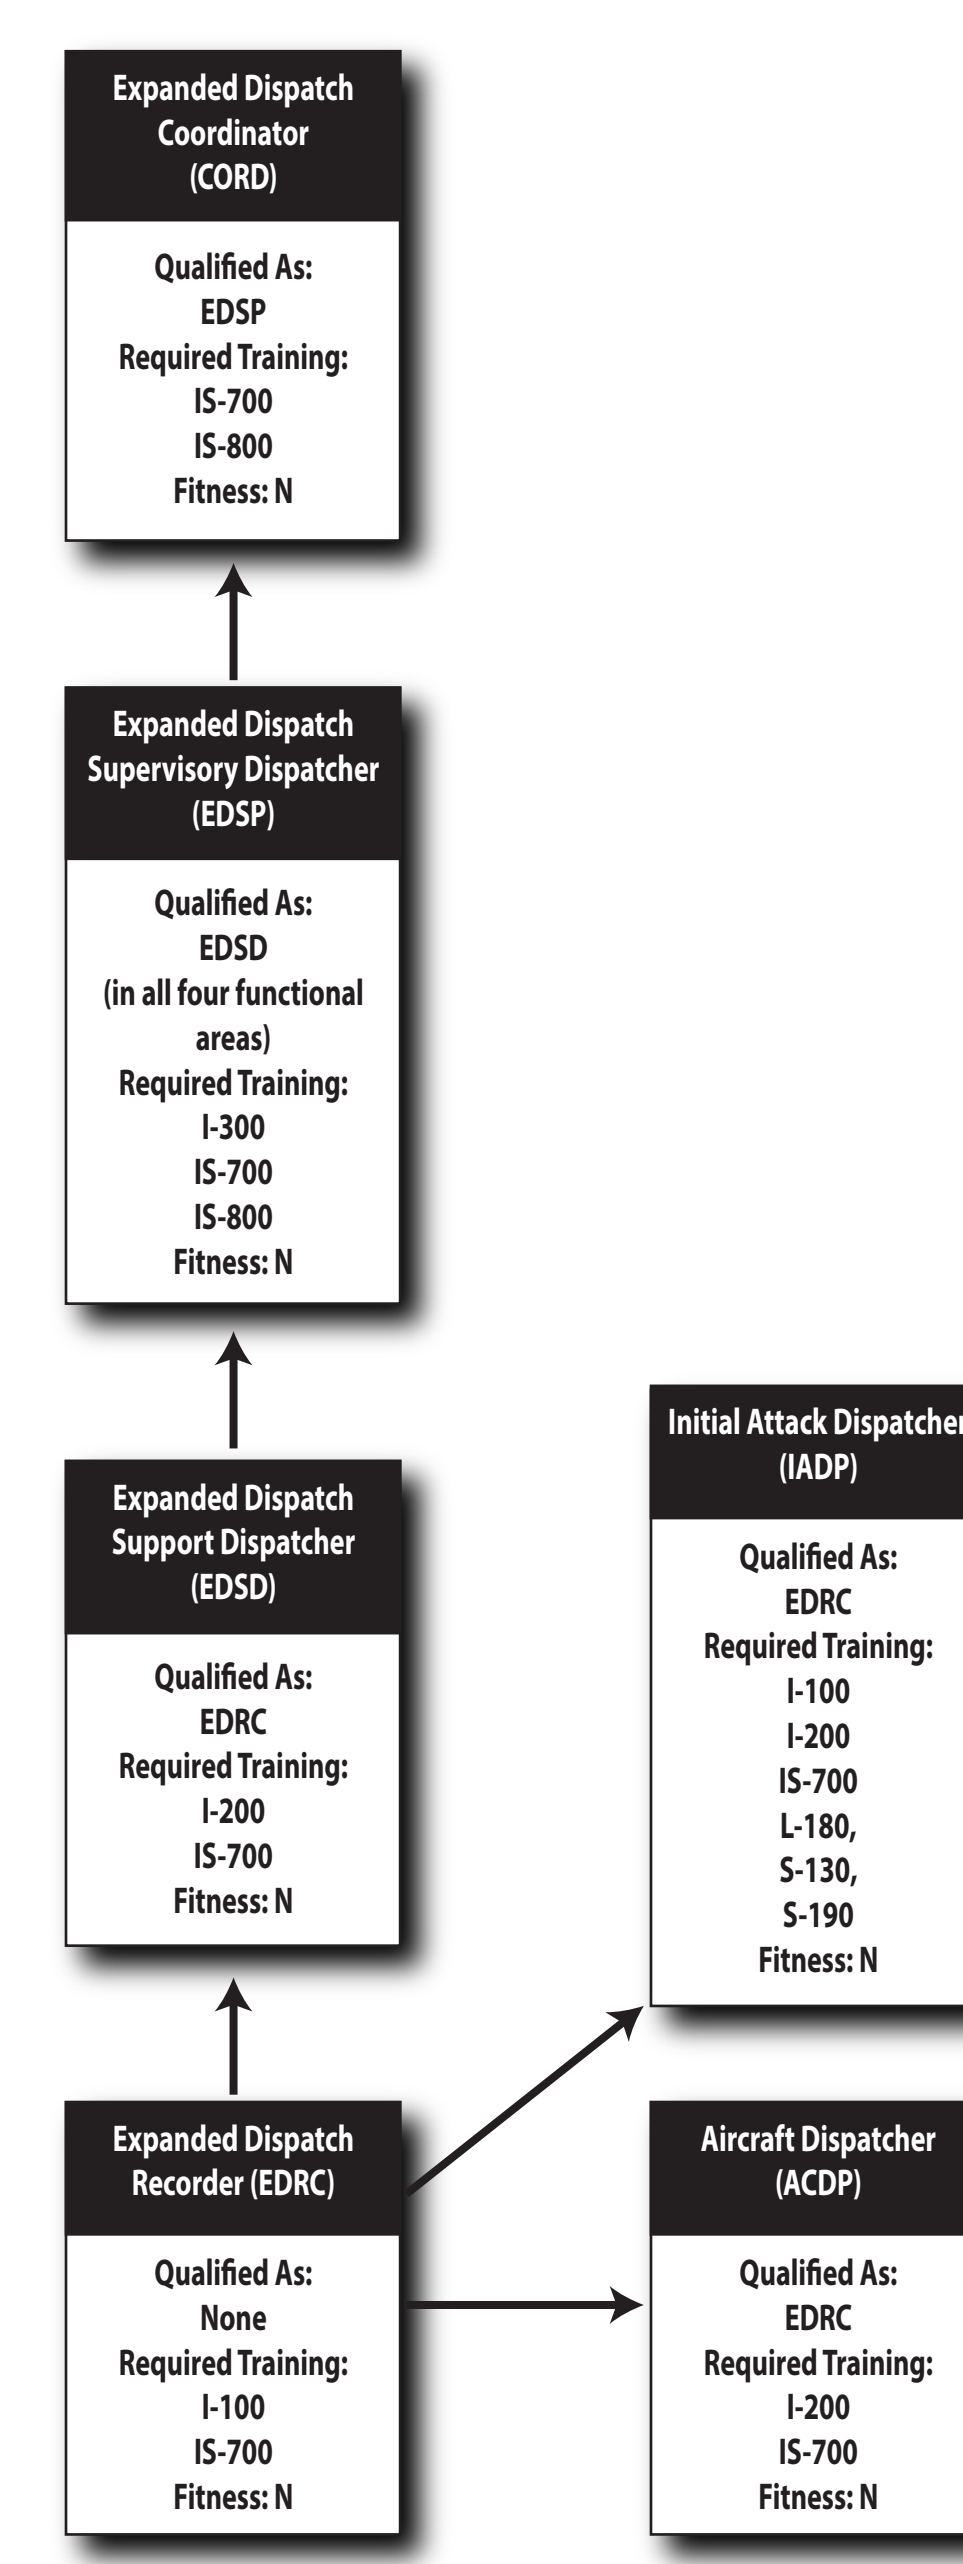 Expanded Dispatch
Coordinator
(CORD)
Qualified As:
EDSP
Required Training:
IS-700
IS-800
Fitness: N
Expanded Dispatch
Supervisory Dispatcher
(EDSP)
Qualified As:
EDSD
(in all four functional
areas)
Required Training:
I-300
IS-700
IS-800
Fitness: N
Expanded Dispatch
Support Dispatcher
(EDSD)
Qualified As:
EDRC
Required Training:
I-200
IS-700
Fitness: N
Initial Attack Dispatcher
(IADP)
Qualified As:
EDRC
Required Training:
I-100
I-200
IS-700
L-180,
S-130,
S-190
Fitness: N
Expanded Dispatch
Recorder (EDRC)
Qualified As:
None
Required Training:
I-100
IS-700
Fitness: N
Aircraft Dispatcher
(ACDP)
Qualified As:
EDRC
Required Training:
I-200
IS-700
Fitness: N